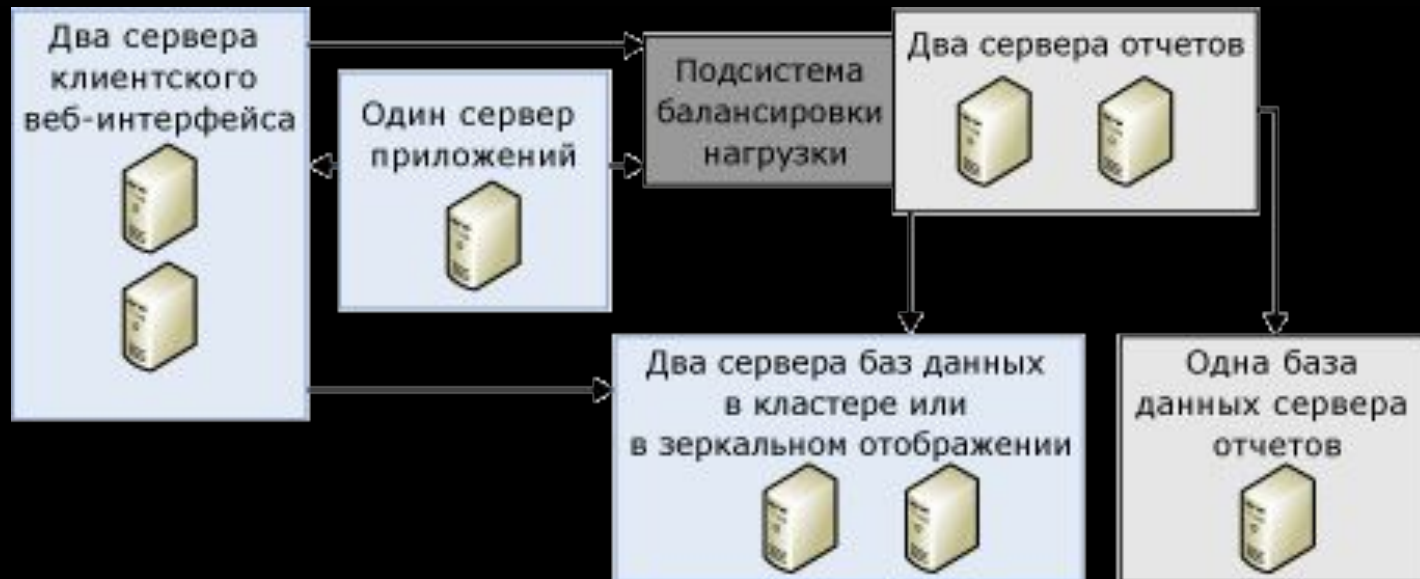 Два сервера
клиентского
веб-интерфейса
Один сервер
приложений
Подсистема
балансировки
нагрузки
Два сервера отчетов
Два сервера баз данных
в кластере или
в зеркальном отображении
Одна база
данных сервера
отчетов